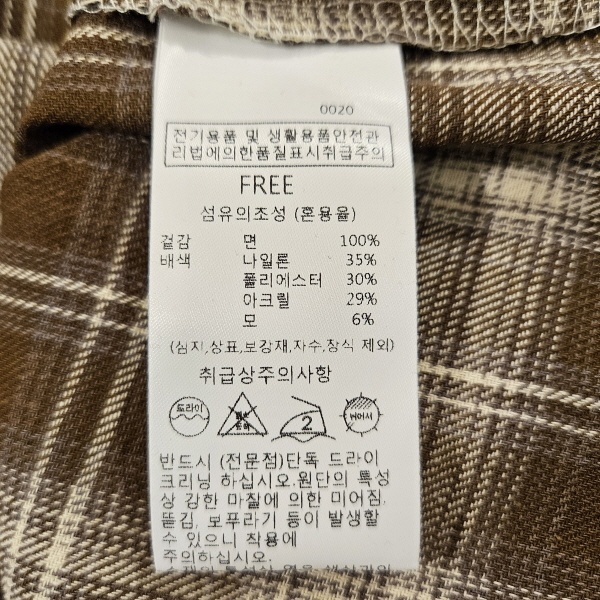 0020
전기용품 및 생활용품안전관
리법에의한품질표시취급주의
FREE
섬유의조성 (혼용율)
겉감 면 100%
배색 나일론 35%
폴리에스터 30%
아크릴 29%
모 6%
(심지,상표,보강재,자수,장식 제외)
취급상주의사항
드라이 2 뉘어서
반드시 (전문점)단독 드라이
크리닝 하십시오.원단의 특성
상 강한 마찰에 의한 미어짐.
뜯김, 보푸라기 등이 발생할
수 있으니 착용에
주의하십시오.